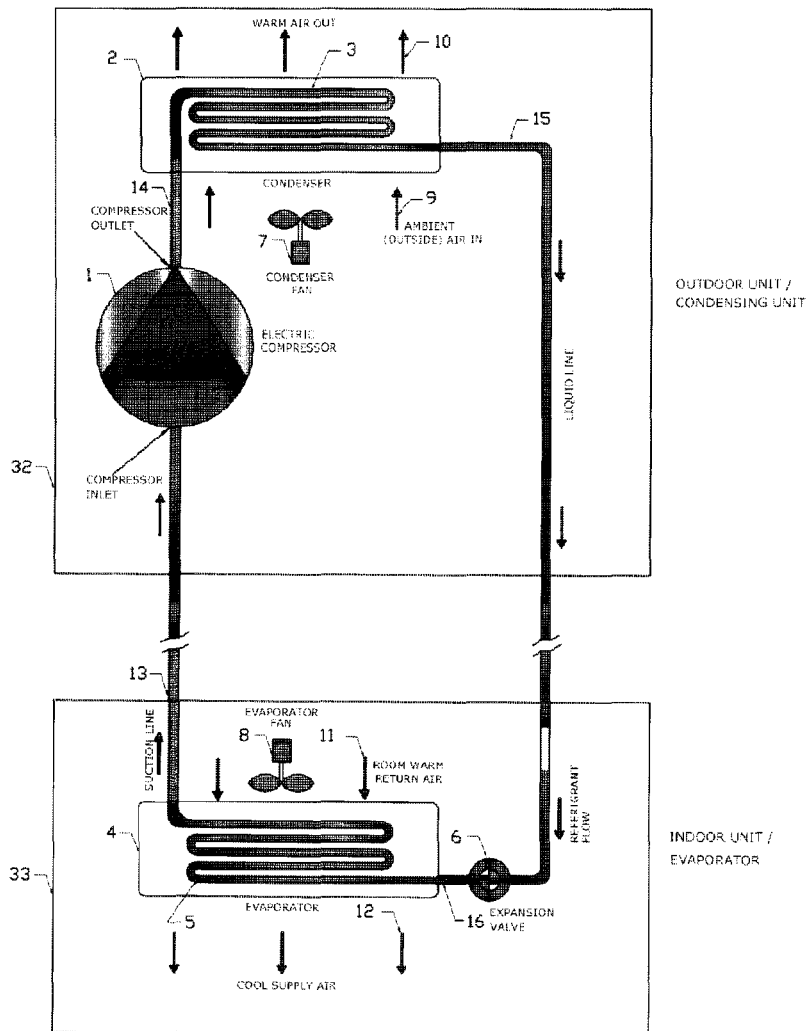 WARM AIR OUT
10
2
3
15
14
CONDENSER
9
COMPRESSOR
OUTLET
AMBIENT
(OUTSIDE) AIR IN
7
1
CONDENSER
FAN
OUTDOOR UNIT /
CONDENSING UNIT
ELECTRIC
COMPRESSOR
LIQUID LINE
32
COMPRESSOR
INLET
13
EVAPORATOR
FAN
8
11
SUCTION LINE
ROOM WARM
RETURN AIR
REFRIGRANT
FLOW
4
6
INDOOR UNIT /
EVAPORATOR
33
5
EVAPORATOR
12
16
EXPANSION
VALVE
COOL SUPPLY AIR